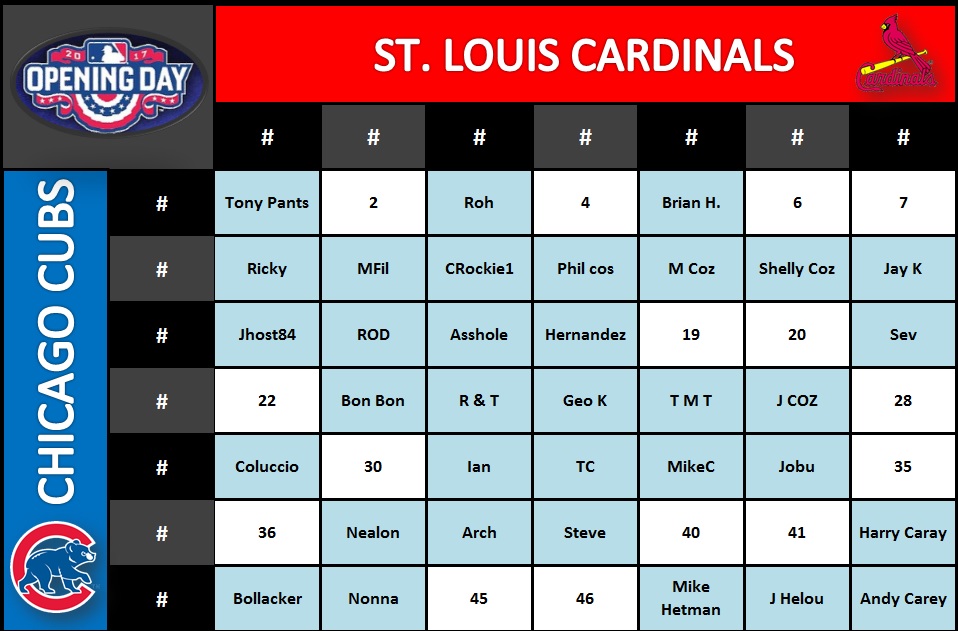 2017
OPENING DAY
ST. LOUIS CARDINALS
Cardinals
# # # # # # #
CHICAGO CUBS
# Tony Pants 2 Roh 4 Brian H. 6 7
# Ricky MFil CRockie1 Phil cos M Coz Shelly Coz Jay K
# Jhost84 ROD Asshole Hernandez 19 20 Sev
# 22 Bon Bon R & T Geo K T M T J COZ 28
# Coluccio 30 Ian TC MikeC Jobu 35
# 36 Nealon Arch Steve 40 41 Harry Caray
# Bollacker Nonna 45 46 Mike Hetman J Helou Andy Carey